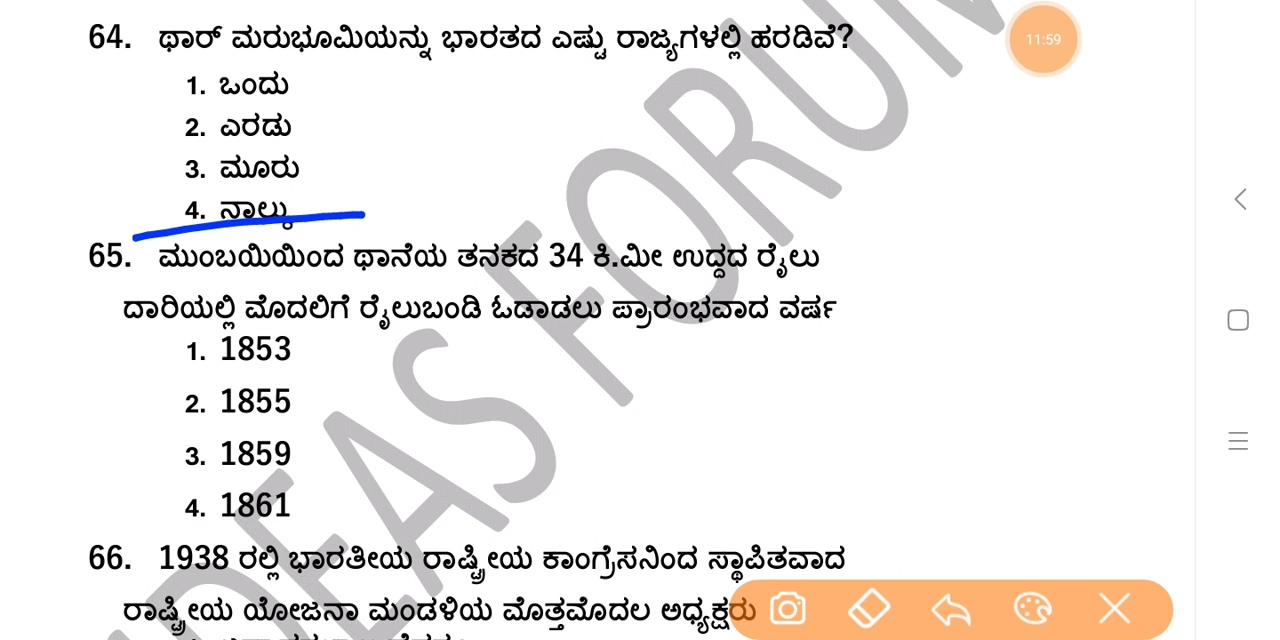 64. ಥಾರ್ ಮರುಭೂಮಿಯನ್ನು ಭಾರತದ ಎಷ್ಟು ರಾಜ್ಯಗಳಲ್ಲಿ ಹರಡಿವೆ?
11:59
1. ಒಂದು
2. ಎರಡು
3. ಮೂರು
4. ನಾಲ್ಕು
65. ಮುಂಬಯಿಯಿಂದ ಥಾನೆಯ ತನಕದ 34 ಕಿ.ಮೀ ಉದ್ದದ ರೈಲು
ದಾರಿಯಲ್ಲಿ ಮೊದಲಿಗೆ ರೈಲುಬಂಡಿ ಓಡಾಡಲು ಪ್ರಾರಂಭವಾದ ವರ್ಷ
1. 1853
2. 1855
3. 1859
4. 1861
66. 1938 ರಲ್ಲಿ ಭಾರತೀಯ ರಾಷ್ಟ್ರೀಯ ಕಾಂಗ್ರೆಸನಿಂದ ಸ್ಥಾಪಿತವಾದ
ರಾಷ್ಟ್ರೀಯ ಯೋಜನಾ ಮಂಡಳಿಯ ಮೊತ್ತಮೊದಲ ಅಧ್ಯಕ್ಷರು
IDEAS FORUM